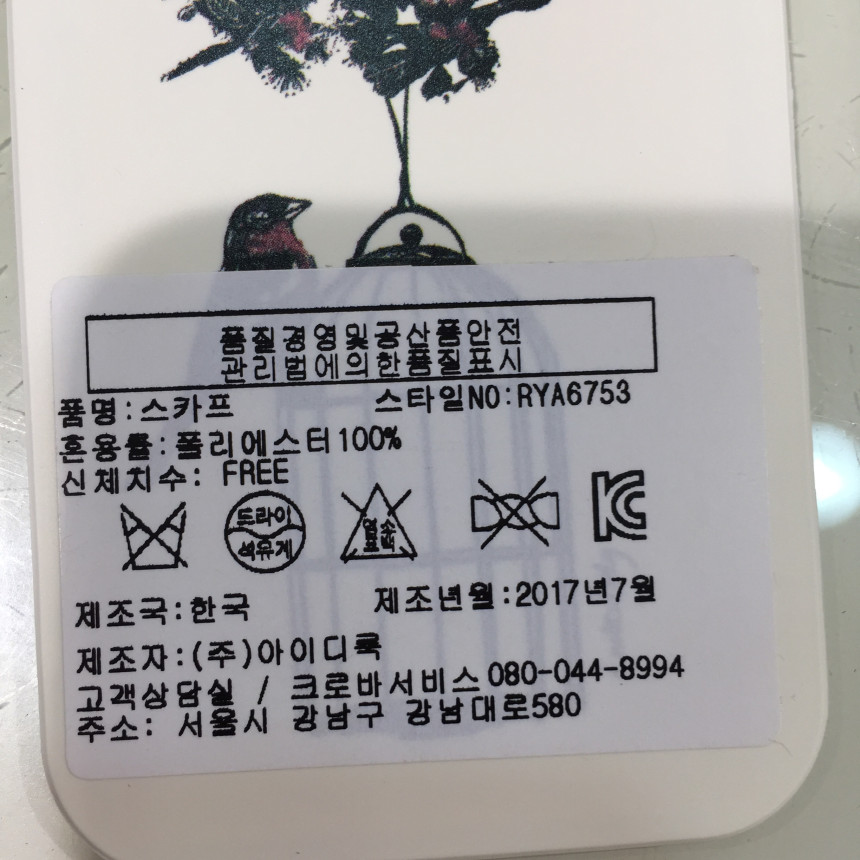 품질경영및공산품안전
관리법에의한품질표시
품명:스카프 스타일NO:RYA6753
혼용률:폴리에스터100%
신체치수: FREE
드라이
석유계
염소
표백
제조국:한국 제조년월:2017년7월
제조자:(주)아이디룩
고객상담실 / 크로바서비스 080-044-8994
주소: 서울시 강남구 강남대로580